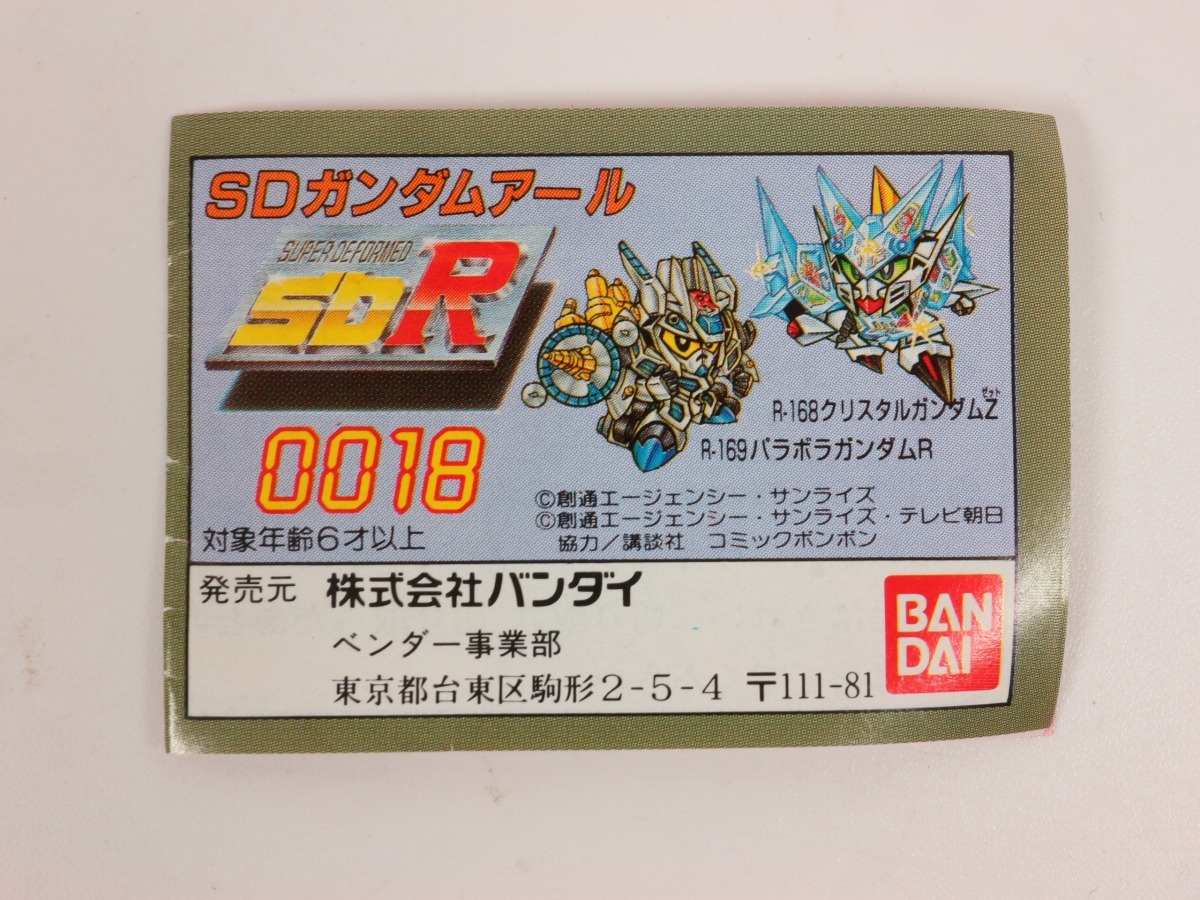 SDガンダムアール
SUPER DEFORMED
SDR
0018
対象年齢6才以上
ゼット
R-168クリスタルガンダムZ
R-169パラボラガンダムR
©創通エージェンシー・サンライズ
©創通エージェンシー・サンライズ・テレビ朝日
協力/講談社 コミックボンボン
発売元 株式会社バンダイ
ベンダー事業部
東京都台東区駒形2-5-4 〒111-81
BAN
DAI